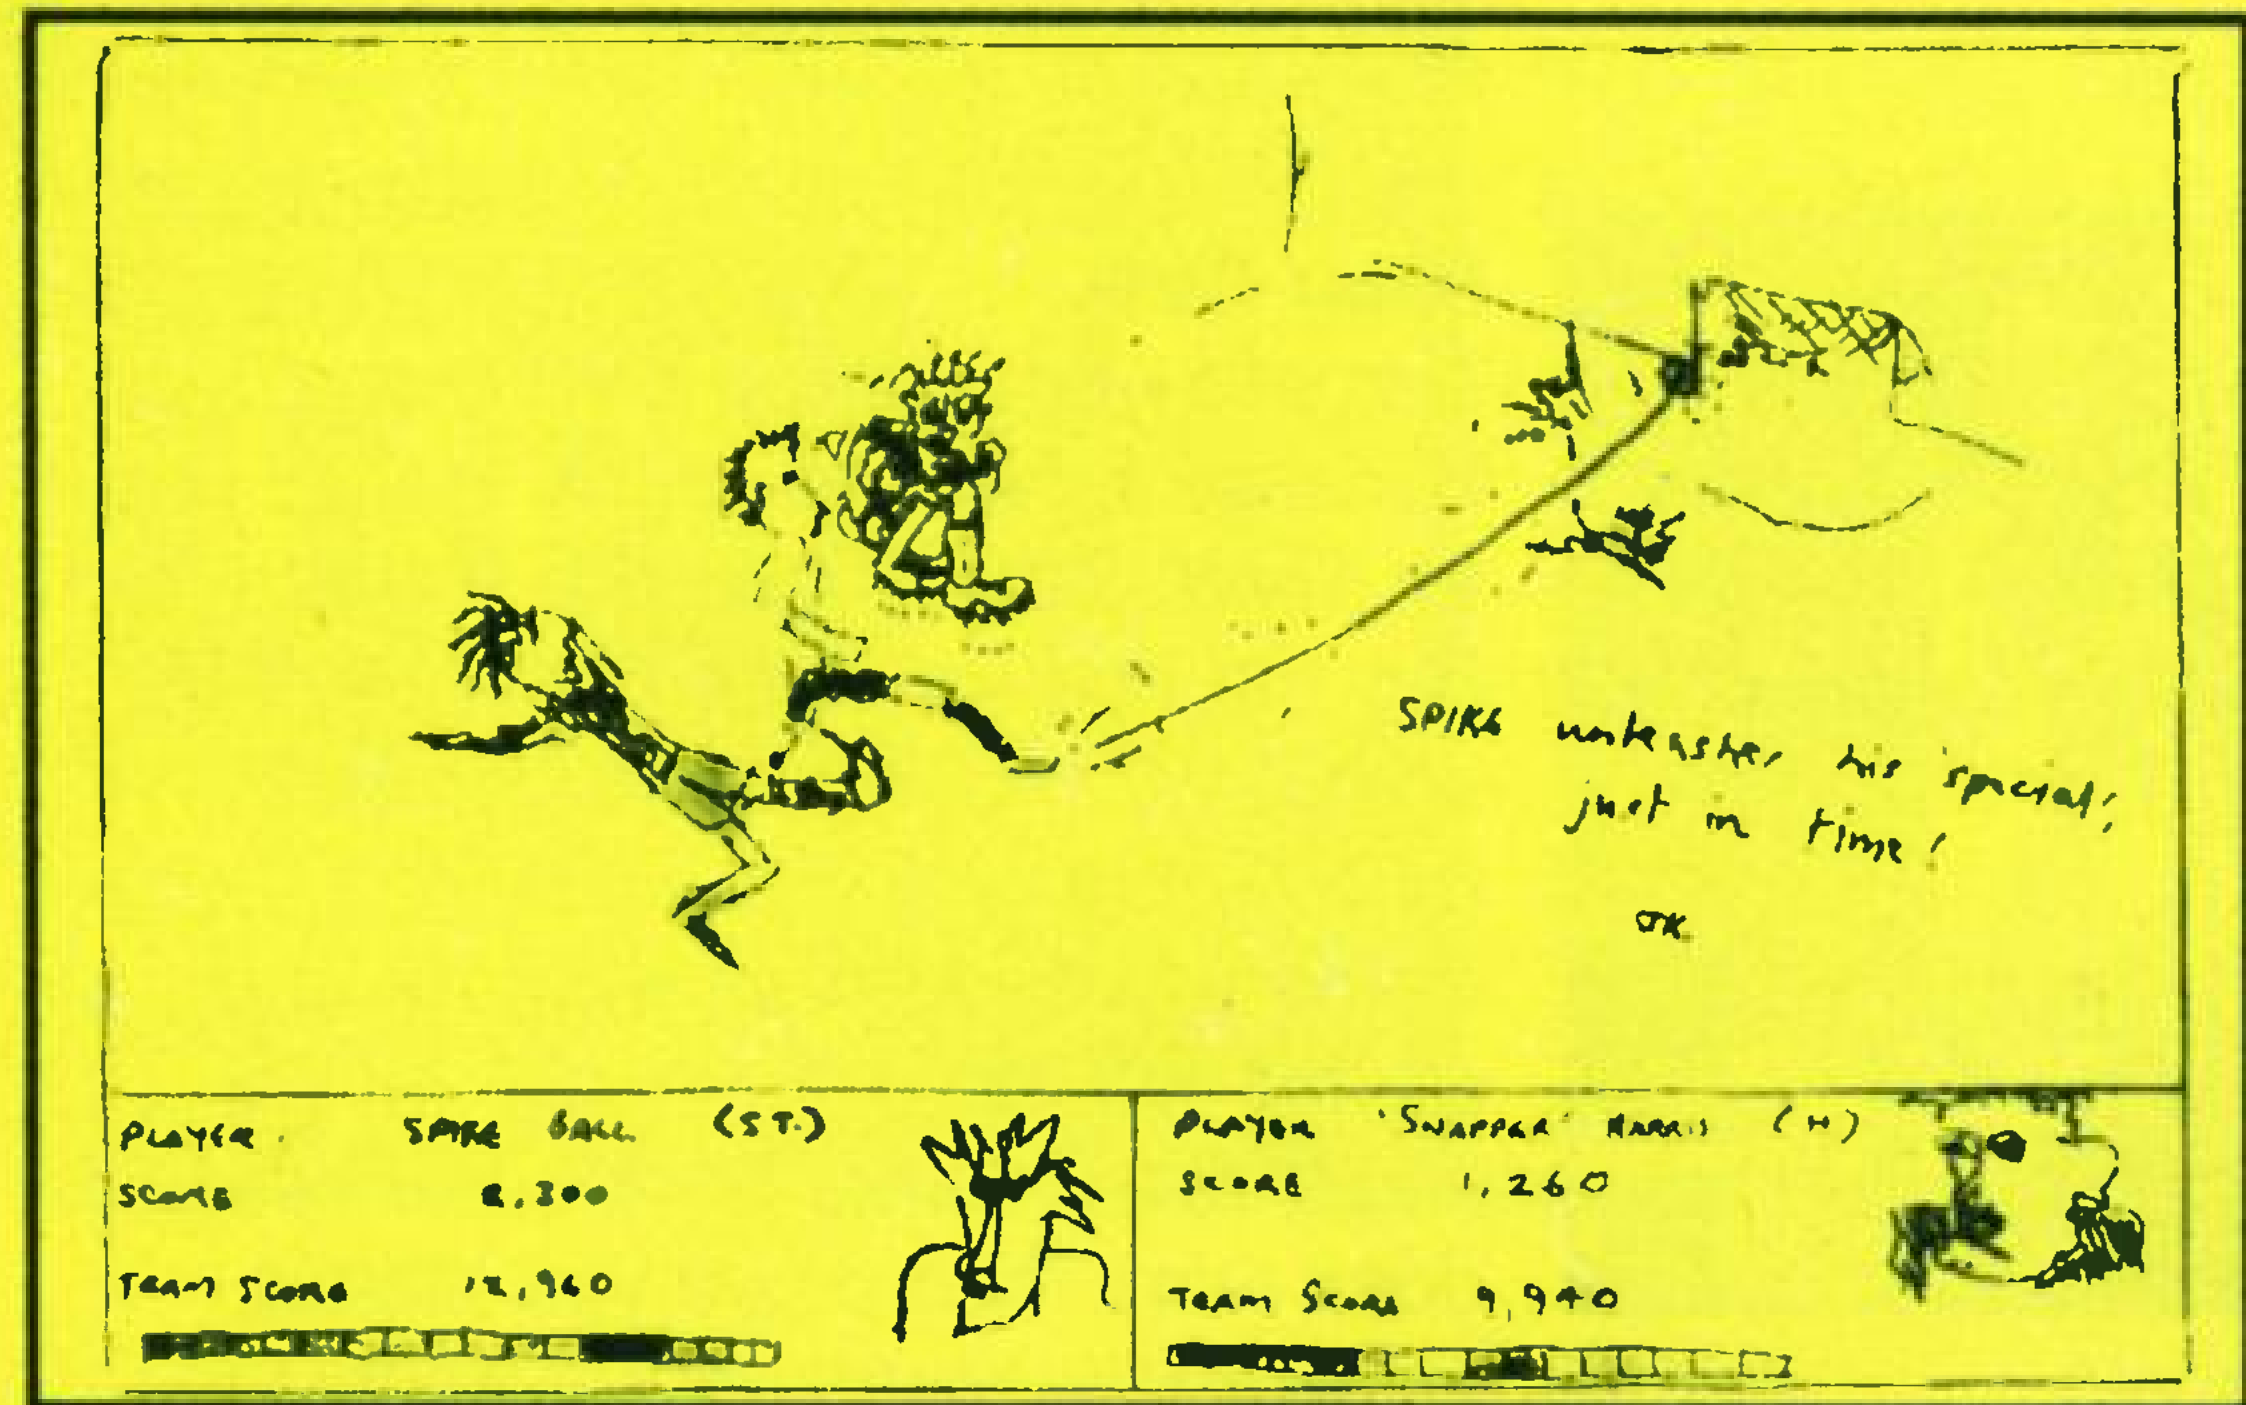 SPIKE unleashes his 'special'
just in time!
OK
PLAYER SPIKE BALL (ST.)
SCORE 2,300
TEAM SCORE 12,960
PLAYER 'SNAPPER' HARRIS (H)
SCORE 1,260
TEAM SCORE 9,940